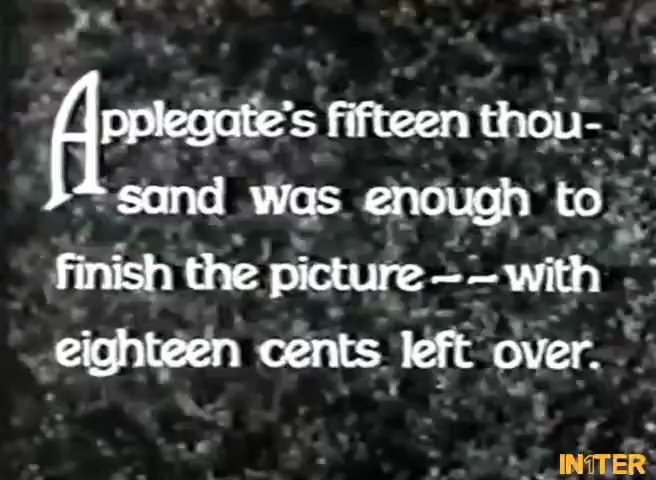 Applegate's fifteen thou-
sand was enough to
finish the picture -- with
eighteen cents left over.
IN1TER